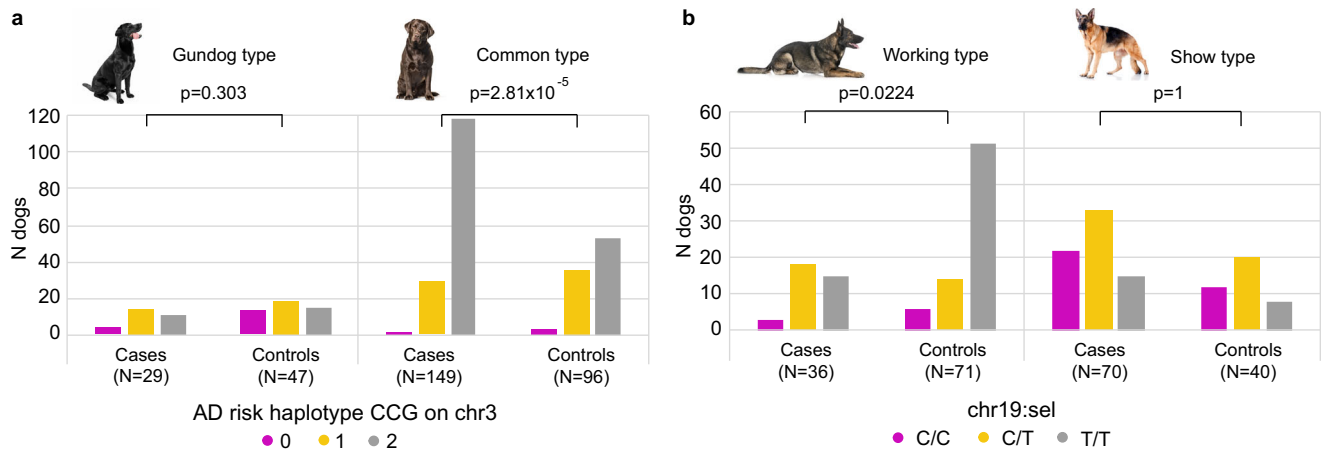 a
Gundog type
Common type
p=0.303
p=2.81x10^-5
120
100
80
60
40
20
0
N dogs
Cases
(N=29)
Controls
(N=47)
Cases
(N=149)
Controls
(N=96)
AD risk haplotype CCG on chr3
0 1 2
b
Working type
Show type
p=0.0224
p=1
60
50
40
30
20
10
0
N dogs
Cases
(N=36)
Controls
(N=71)
Cases
(N=70)
Controls
(N=40)
chr19:sel
C/C C/T T/T